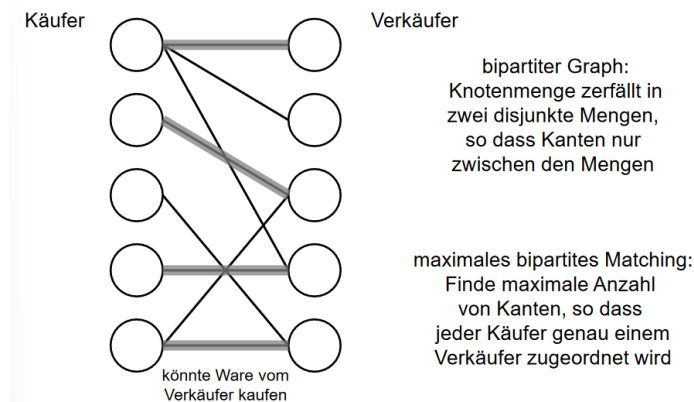 Käufer
Verkäufer
bipartiter Graph:
Knotenmenge zerfällt in
zwei disjunkte Mengen,
so dass Kanten nur
zwischen den Mengen
maximales bipartites Matching:
Finde maximale Anzahl
von Kanten, so dass
jeder Käufer genau einem
Verkäufer zugeordnet wird
könnte Ware vom
Verkäufer kaufen